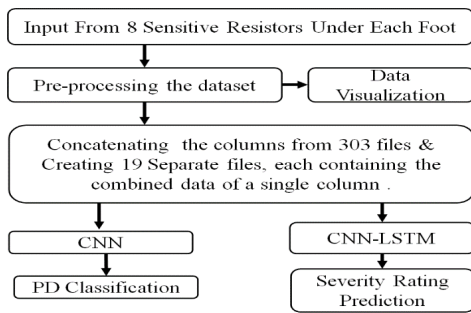 Input From 8 Sensitive Resistors Under Each Foot
Pre-processing the dataset
Data
Visualization
Concatenating the columns from 303 files &
Creating 19 Separate files, each containing the
combined data of a single column .
CNN
CNN-LSTM
PD Classification
Severity Rating
Prediction